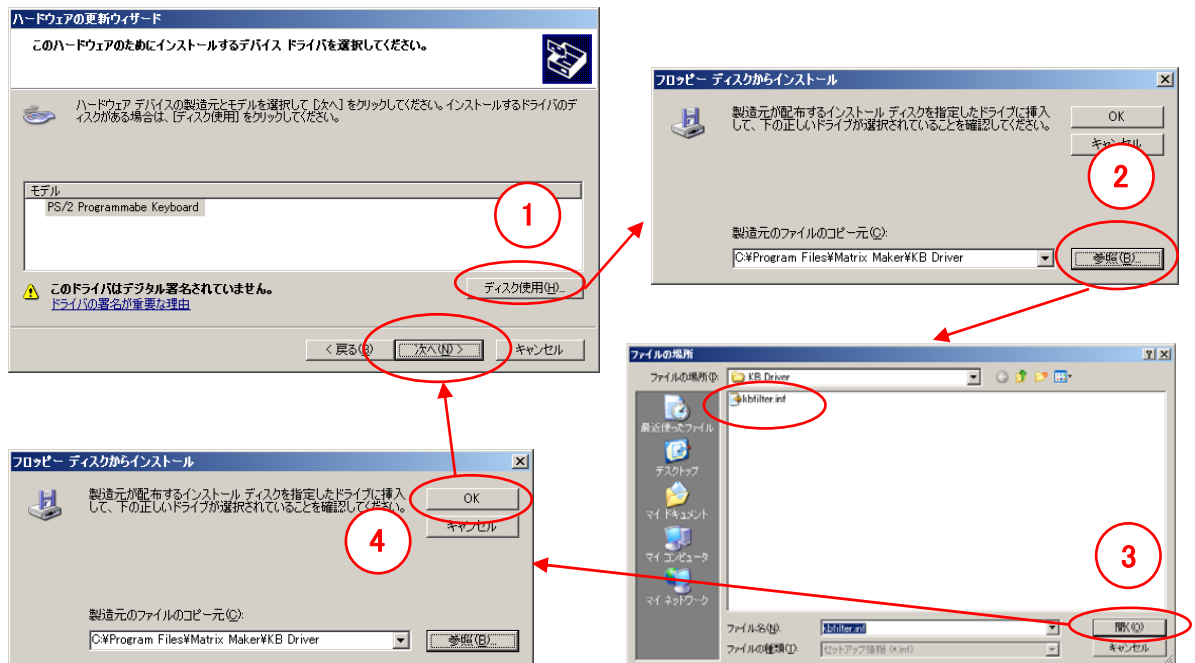 ハードウェアの更新ウィザード
このハードウェアのためにインストールするデバイス ドライバを選択してください。
ハードウェア デバイスの製造元とモデルを選択して [次へ] をクリックしてください。インストールするドライバのデ
ィスクがある場合は、[ディスク使用] をクリックしてください。
モデル
PS/2 Programmabe Keyboard
1
このドライバはデジタル署名されていません。
ドライバの署名が重要な理由
ディスク使用(H)...
< 戻る(B)
次へ(N) >
キャンセル
フロッピー ディスクからインストール
製造元が配布するインストール ディスクを指定したドライブに挿入
して、下の正しいドライブが選択されていることを確認してください。
OK
キャンセル
2
製造元のファイルのコピー元(C):
C:¥Program Files¥Matrix Maker¥KB Driver
参照(B)...
ファイルの場所
ファイルの場所(I):
KB Driver
kbfilter.inf
最近使ったファイル
デスクトップ
マイ ドキュメント
マイ コンピュータ
マイ ネットワーク
3
ファイル名(N):
kbfilter.inf
開く(O)
ファイルの種類(T):
セットアップ情報 (*.inf)
キャンセル
フロッピー ディスクからインストール
製造元が配布するインストール ディスクを指定したドライブに挿入
して、下の正しいドライブが選択されていることを確認してください。
OK
キャンセル
4
製造元のファイルのコピー元(C):
C:¥Program Files¥Matrix Maker¥KB Driver
参照(B)...